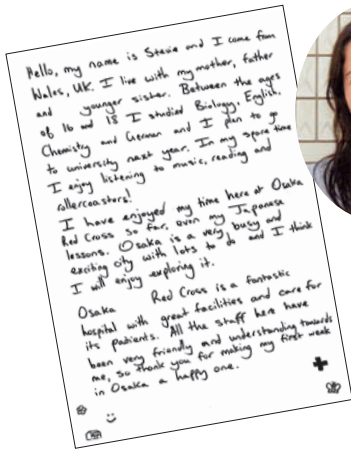 Hello, my name is Stevie and I come from
Wales, UK. I live with my mother, father
and younger sister. Between the ages
of 16 and 18 I studied Biology, English,
Chemistry and German and I plan to go
to university next year. In my spare time
I enjoy listening to music, reading and
rollercoasters!
I have enjoyed my time here at Osaka
Red Cross so far, even my Japanese
lessons. Osaka is a very busy and
exciting city with lots to do and I think
I will enjoy exploring it.
Osaka Red Cross is a fantastic
hospital with great facilities and care for
its patients. All the staff here have
been very friendly and understanding towards
me, so thank you for making my first week
in Osaka a happy one.